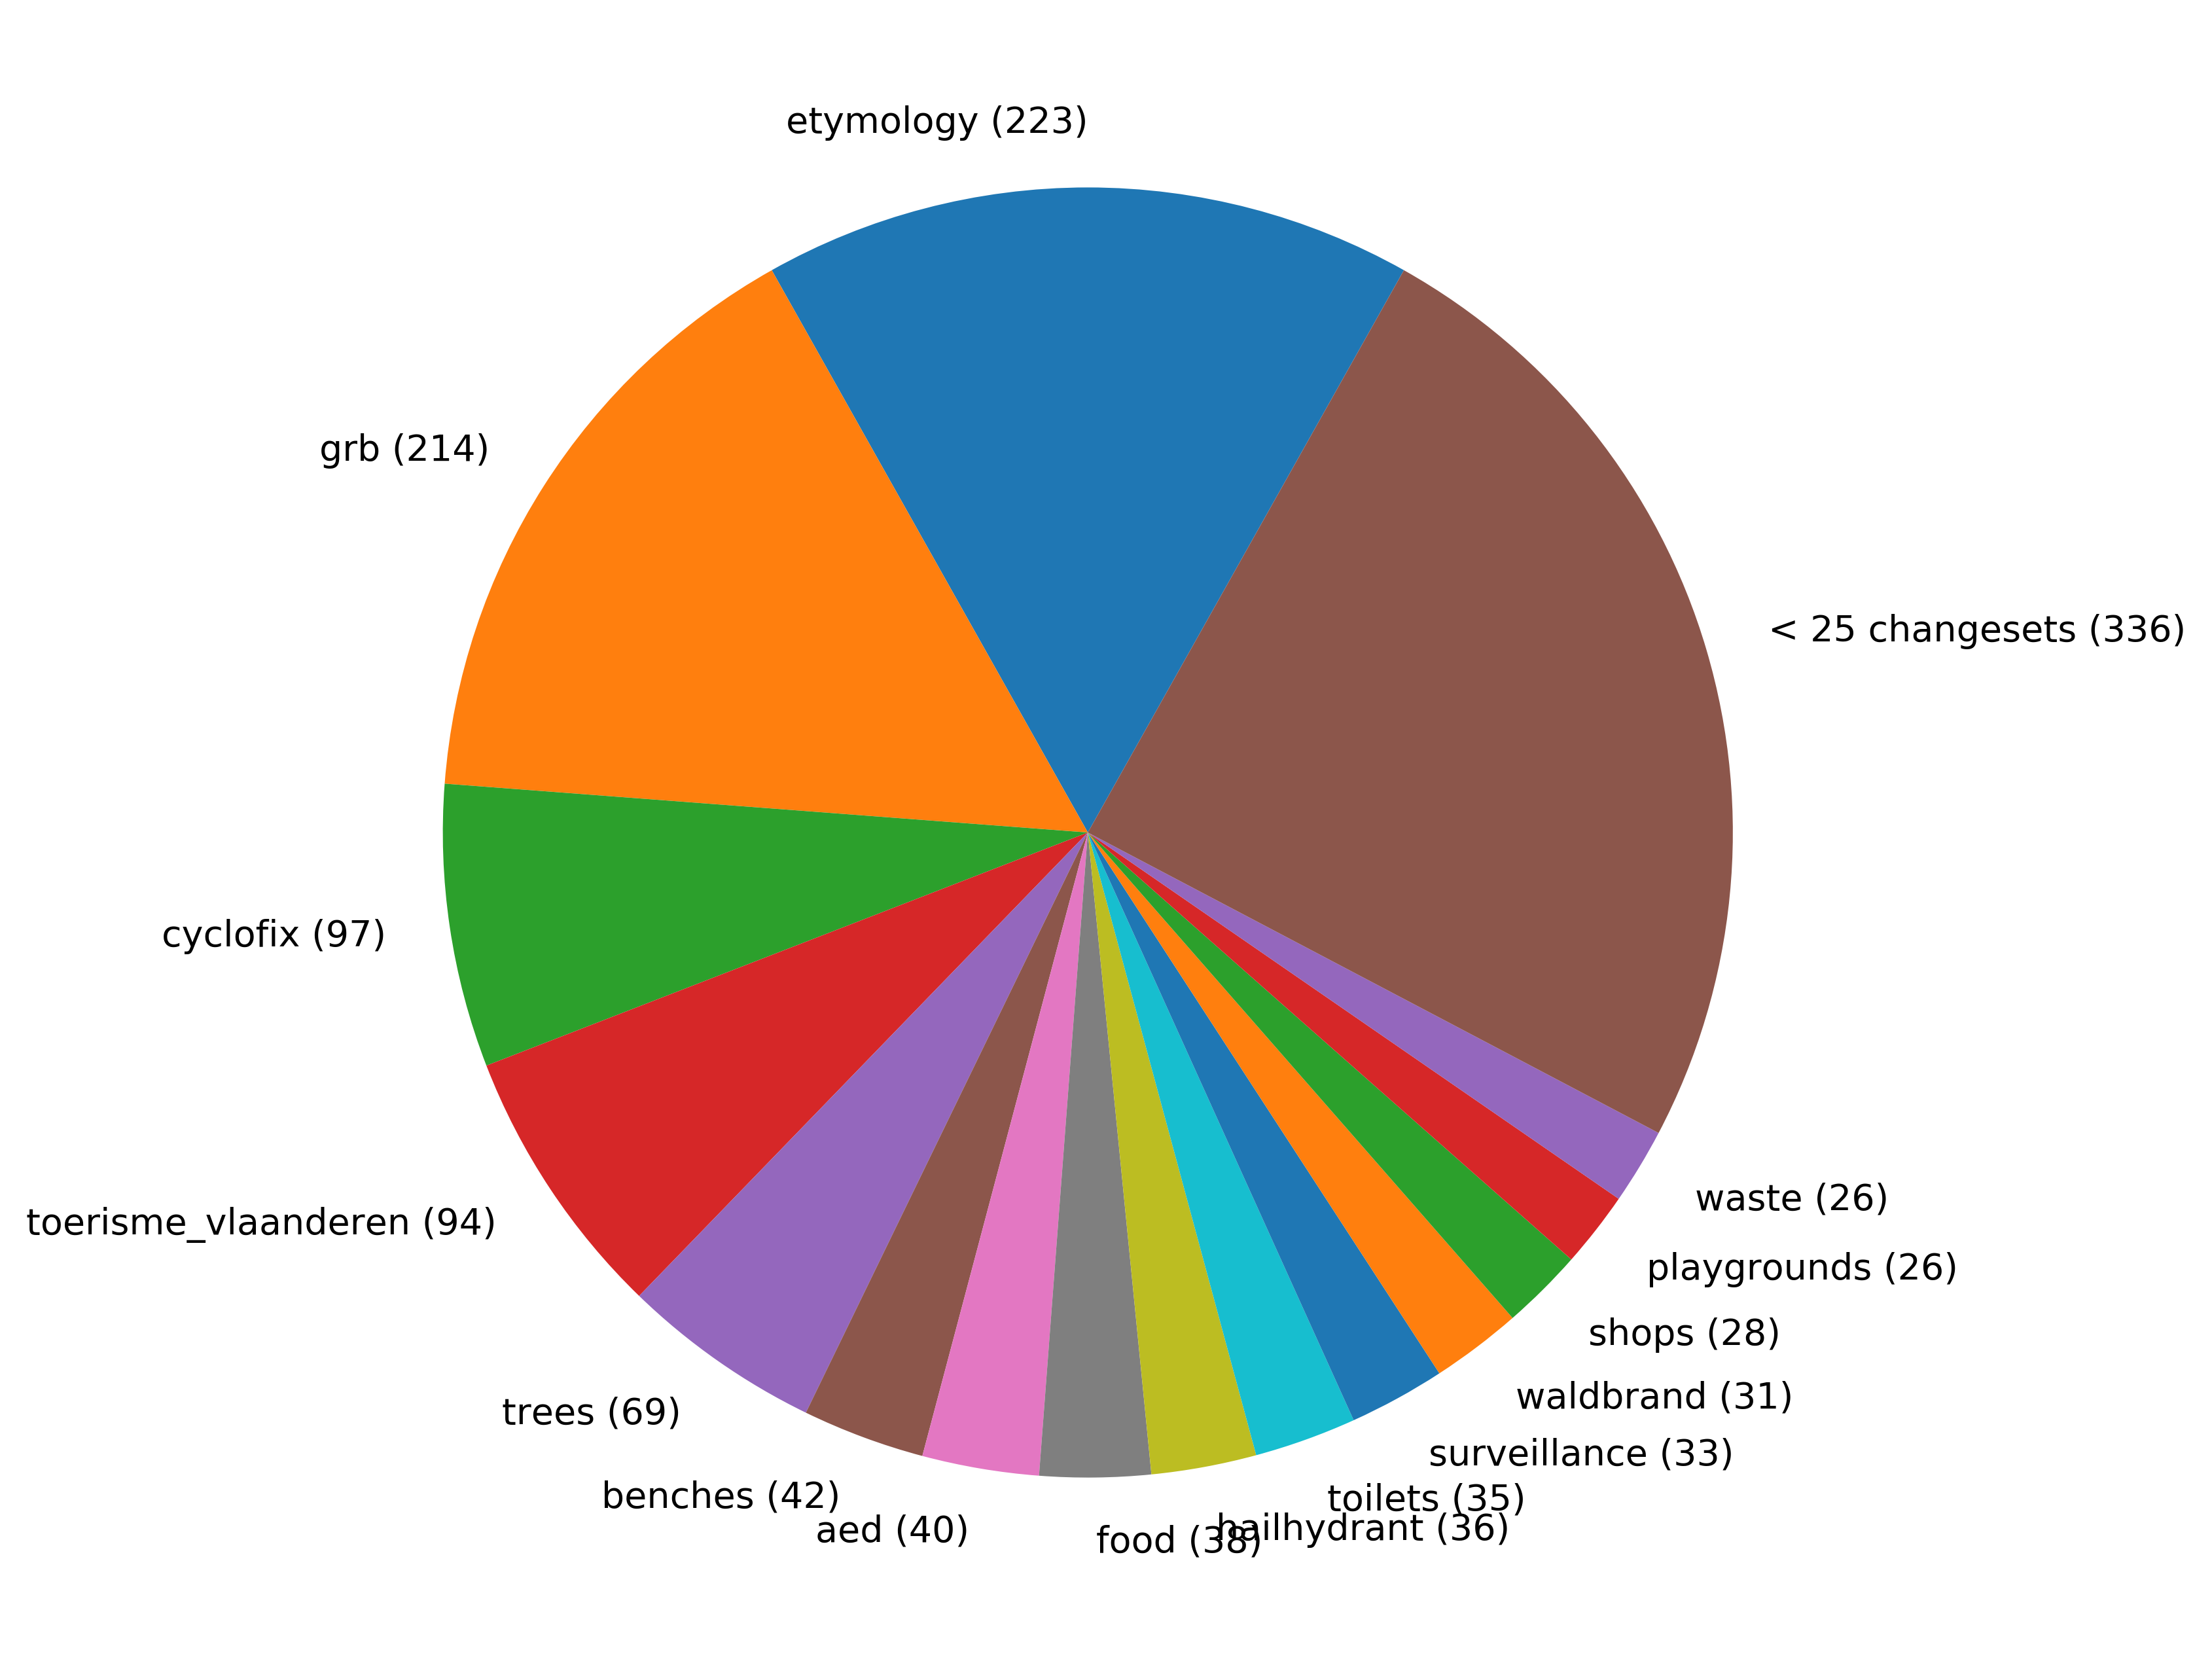 etymology (223)
grb (214)
< 25 changesets (336)
cyclofix (97)
toerisme_vlaanderen (94)
waste (26)
playgrounds (26)
shops (28)
waldbrand (31)
trees (69)
surveillance (33)
benches (42)
toilets (35)
aed (40)
food (38)
hailhydrant (36)